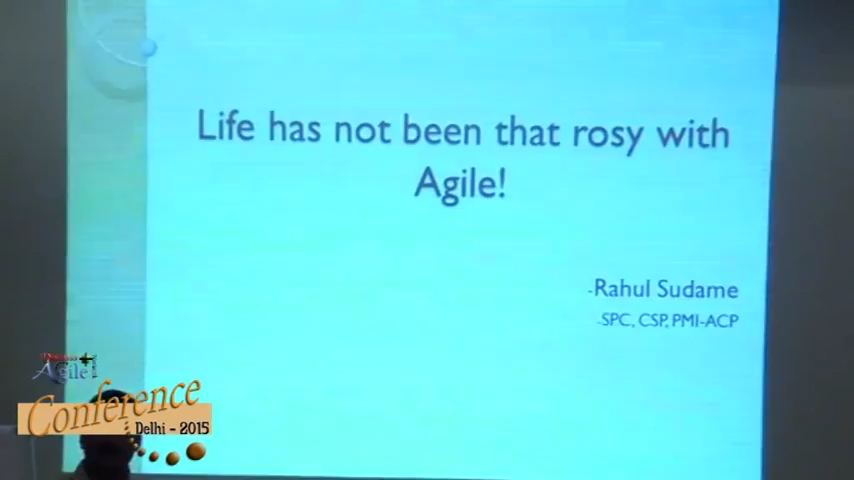 Life has not been that rosy with
Agile!
-Rahul Sudame
-SPC, CSP, PMI-ACP
Agile
Conference
Delhi - 2015